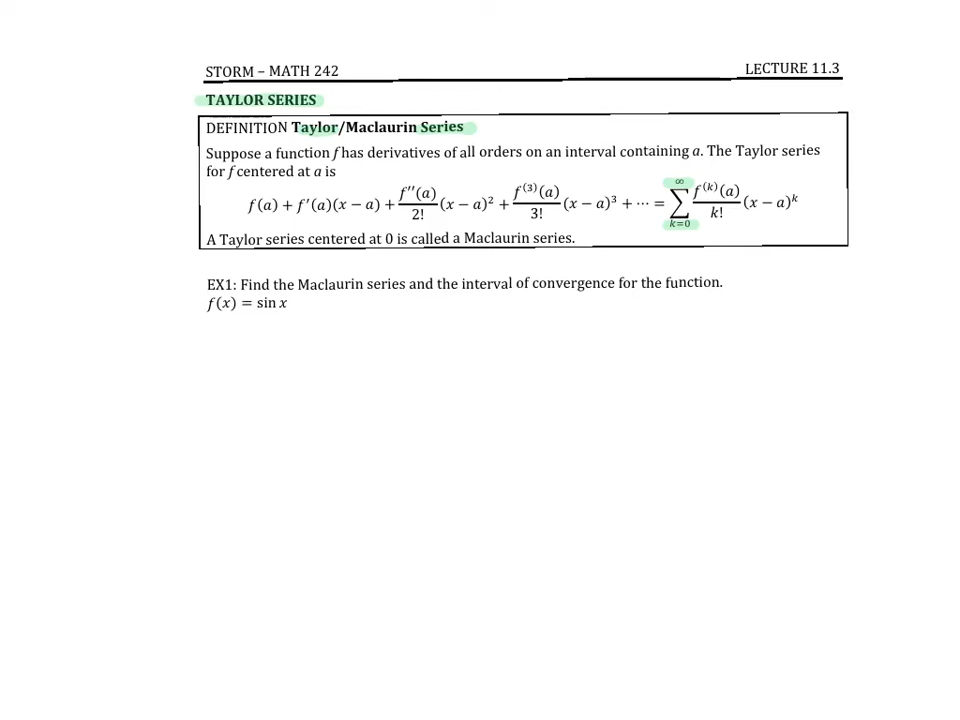 STORM – MATH 242 LECTURE 11.3
TAYLOR SERIES
DEFINITION Taylor/Maclaurin Series
Suppose a function f has derivatives of all orders on an interval containing a. The Taylor series
for f centered at a is
f(a) + f′(a)(x − a) + f′′(a)/2! (x − a)² + f⁽³⁾(a)/3! (x − a)³ + ⋯ = ∑_{k=0}^{∞} f⁽ᵏ⁾(a)/k! (x − a)ᵏ
A Taylor series centered at 0 is called a Maclaurin series.
EX1: Find the Maclaurin series and the interval of convergence for the function.
f(x) = sin x